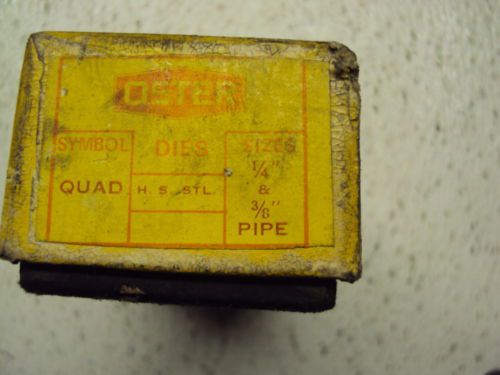 OSTER
SYMBOL DIES SIZES
QUAD H. S. STL. 1/4"
&
3/8"
PIPE